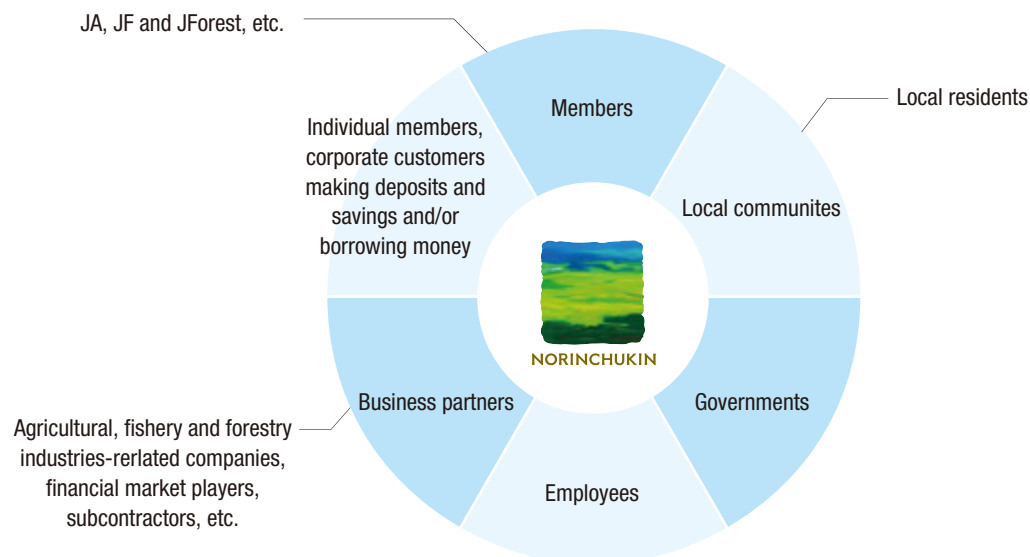 JA, JF and JForest, etc.
Members
Local residents
Individual members,
corporate customers
making deposits and
savings and/or
borrowing money
Local communites
NORINCHUKIN
Business partners
Governments
Agricultural, fishery and forestry
industries-rerlated companies,
financial market players,
subcontractors, etc.
Employees